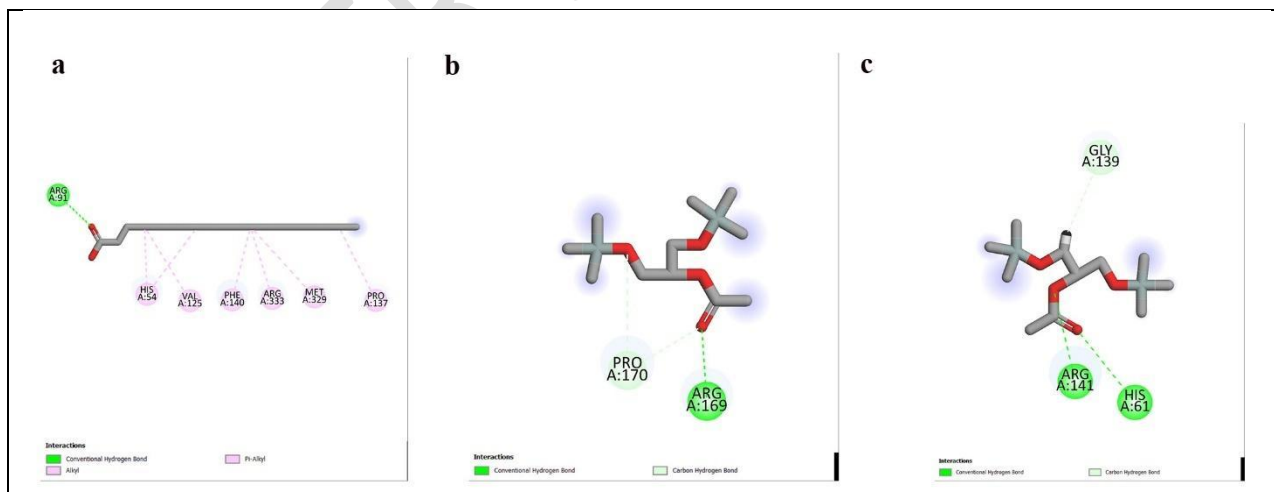 a
ARG
A:91
HIS
A:54
VAL
A:125
PHE
A:140
ARG
A:333
MET
A:329
PRO
A:137
Interactions
Conventional Hydrogen Bond
Alkyl
Pi-Alkyl
b
PRO
A:170
ARG
A:169
Interactions
Conventional Hydrogen Bond
Carbon Hydrogen Bond
c
GLY
A:139
ARG
A:141
HIS
A:61
Interactions
Conventional Hydrogen Bond
Carbon Hydrogen Bond